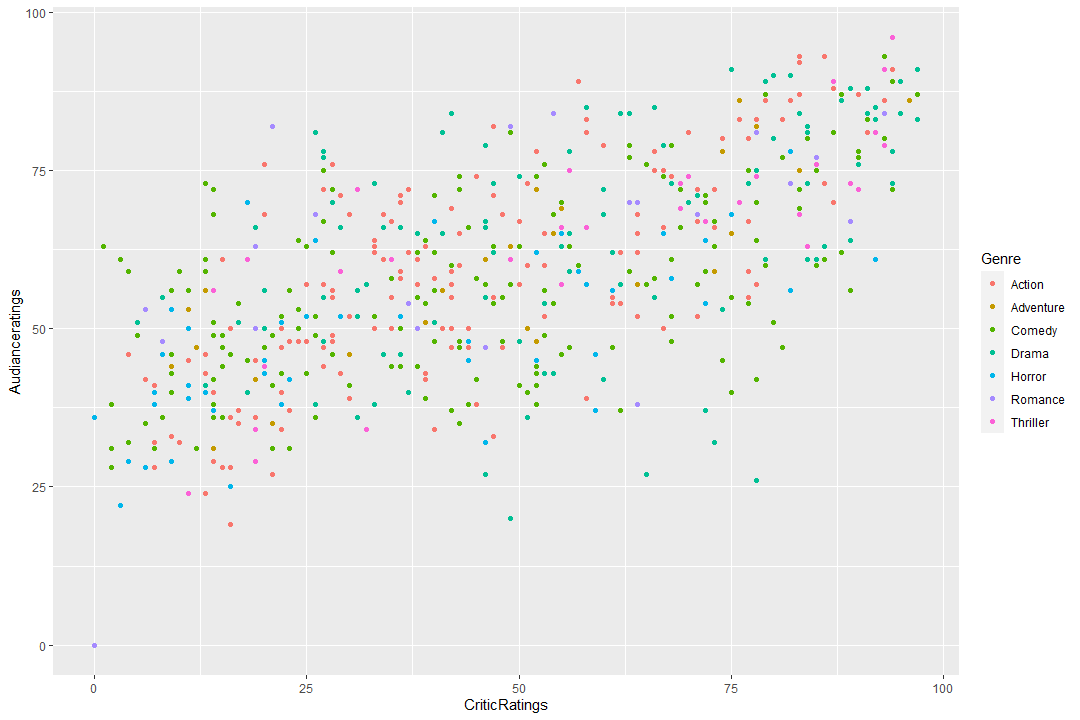 100
75
50
25
0
Audianceratings
0
25
50
75
100
CriticRatings
Genre
Action
Adventure
Comedy
Drama
Horror
Romance
Thriller